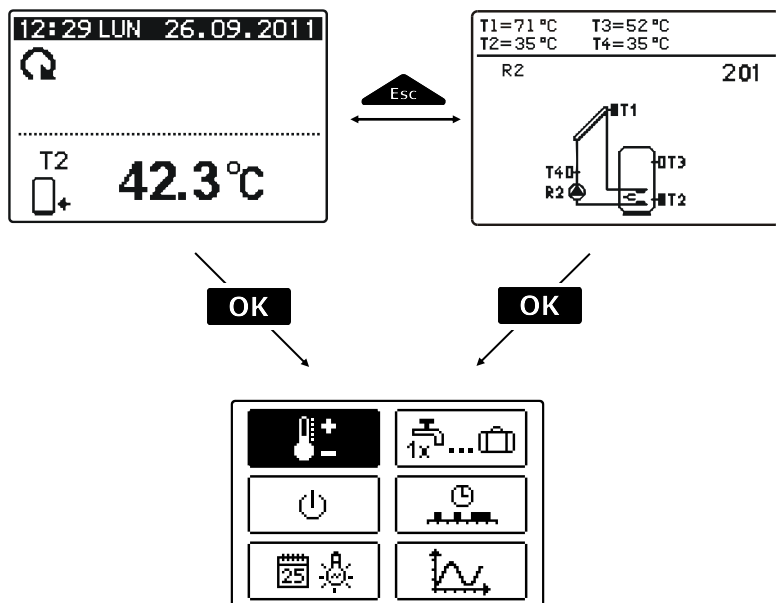 12:29 LUN 26.09.2011
T2
42.3°C
Esc
T1=71°C T3=52°C
T2=35°C T4=35°C
R2 201
T1
T4 T3
R2 T2
OK OK
1x ...
25